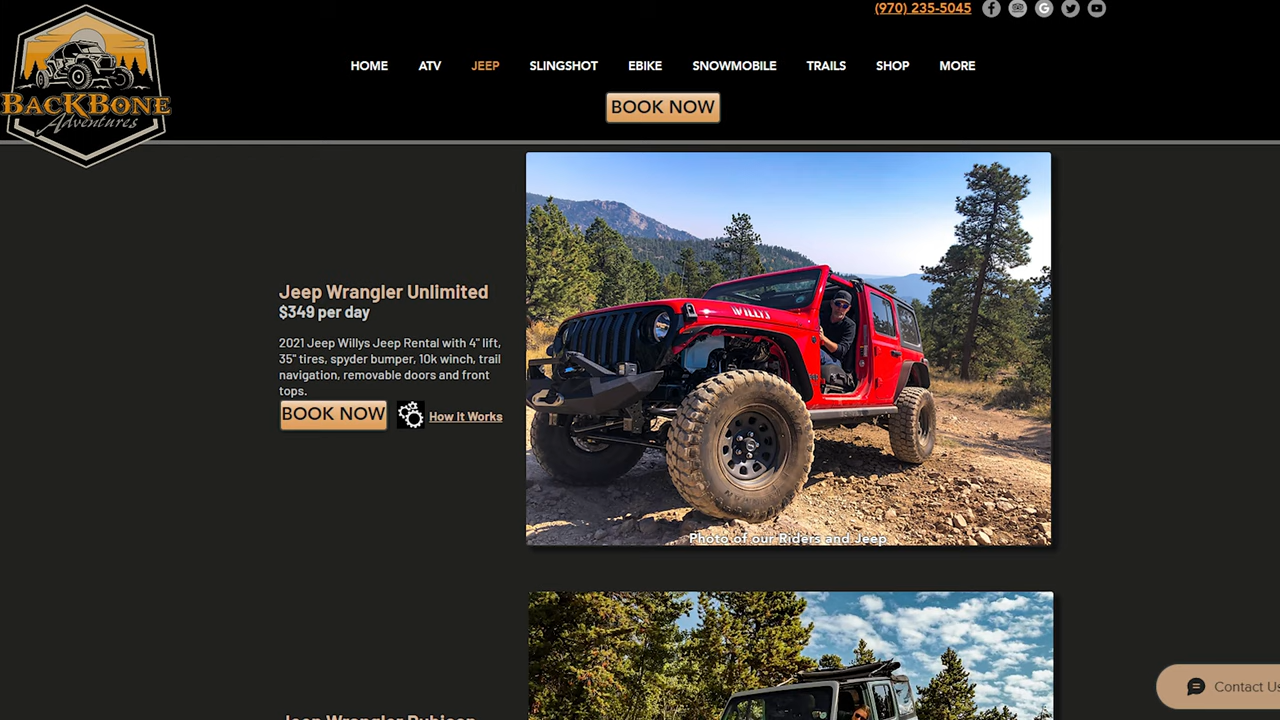 (970) 235-5045
BACKBONE
Adventures
HOME ATV JEEP SLINGSHOT EBIKE SNOWMOBILE TRAILS SHOP MORE
BOOK NOW
Jeep Wrangler Unlimited
$349 per day
2021 Jeep Willys Jeep Rental with 4" lift,
35" tires, spyder bumper, 10k winch, trail
navigation, removable doors and front
tops.
BOOK NOW
How It Works
WILLYS
Photo of our Riders and Jeep
Jeep Wrangler Rubicon
Contact Us